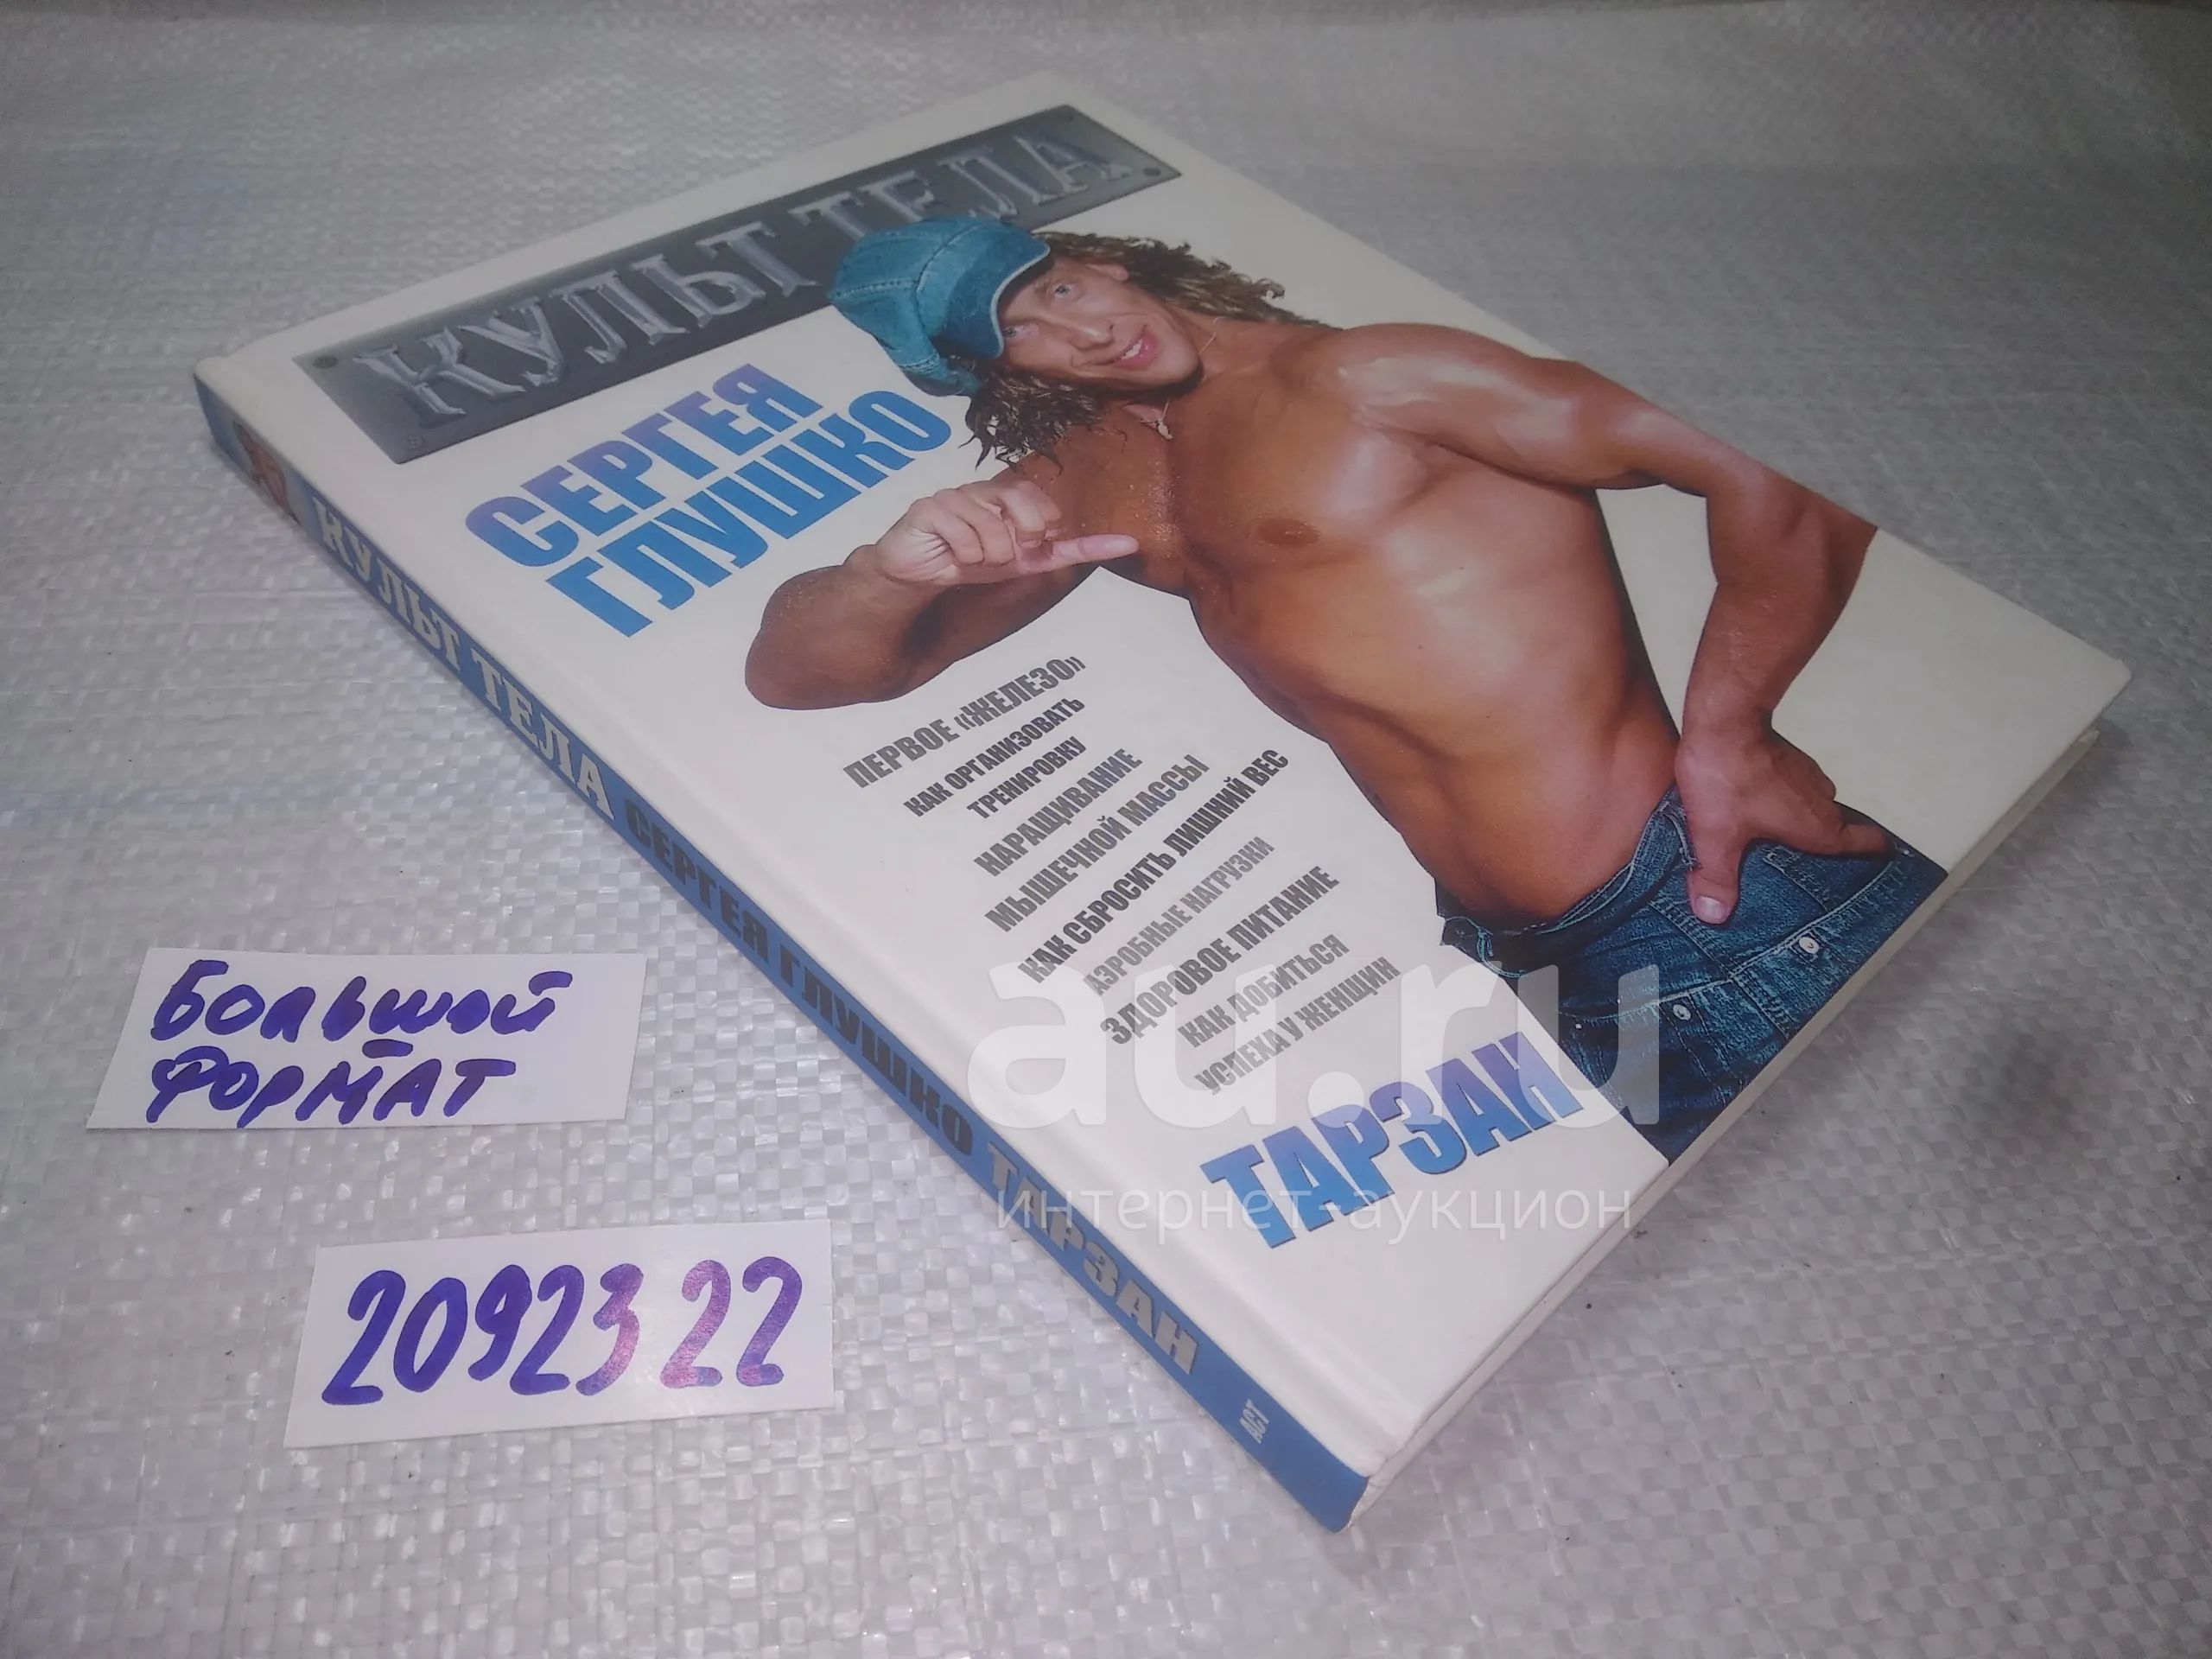 КУЛЬТ ТЕЛА
СЕРГЕЯ
ГЛУШКО
ПЕРВОЕ «ЖЕЛЕЗО»
КАК ОРГАНИЗОВАТЬ
ТРЕНИРОВКУ
НАРАЩИВАНИЕ
МЫШЕЧНОЙ МАССЫ
КАК СБРОСИТЬ ЛИШНИЙ ВЕС
АЭРОБНЫЕ НАГРУЗКИ
ЗДОРОВОЕ ПИТАНИЕ
КАК ДОБИТЬСЯ
УСПЕХА У ЖЕНЩИН
ТАРЗАН
КУЛЬТ ТЕЛА СЕРГЕЯ ГЛУШКО ТАРЗАН АСТ
au.ru
интернет-аукцион
БОЛЬШОЙ
ФОРМАТ
2092322